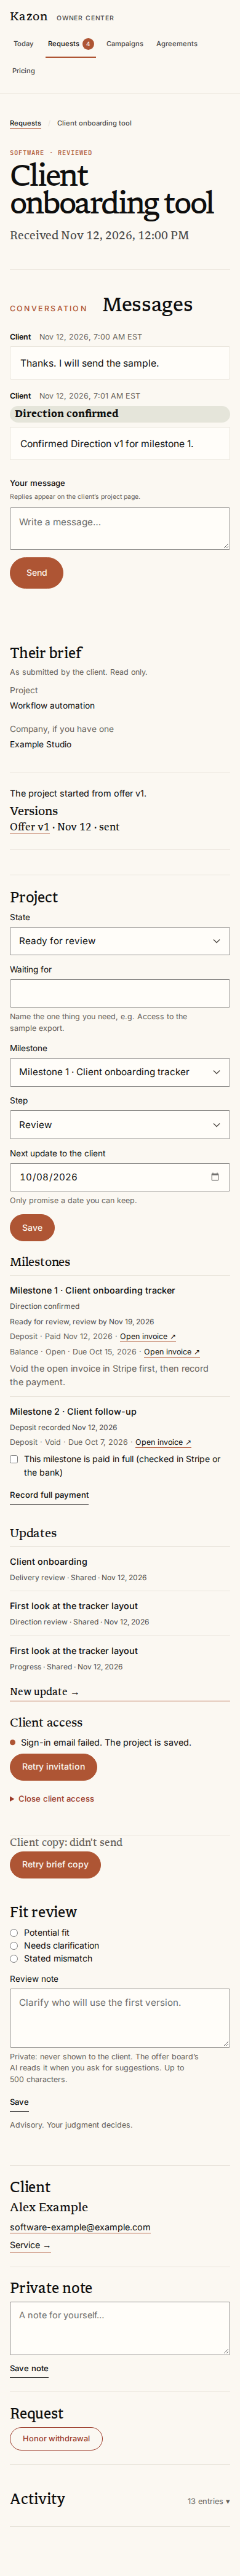 Kazon OWNER CENTER
Today Requests 4 Campaigns Agreements
Pricing
Requests / Client onboarding tool
SOFTWARE · REVIEWED
Client
onboarding tool
Received Nov 12, 2026, 12:00 PM
CONVERSATION Messages
Client Nov 12, 2026, 7:00 AM EST
Thanks. I will send the sample.
Client Nov 12, 2026, 7:01 AM EST
Direction confirmed
Confirmed Direction v1 for milestone 1.
Your message
Replies appear on the client's project page.
Write a message...
Send
Their brief
As submitted by the client. Read only.
Project
Workflow automation
Company, if you have one
Example Studio
The project started from offer v1.
Versions
Offer v1 · Nov 12 · sent
Project
State
Ready for review
Waiting for
Name the one thing you need, e.g. Access to the
sample export.
Milestone
Milestone 1 · Client onboarding tracker
Step
Review
Next update to the client
10/08/2026
Only promise a date you can keep.
Save
Milestones
Milestone 1 · Client onboarding tracker
Direction confirmed
Ready for review, review by Nov 19, 2026
Deposit · Paid Nov 12, 2026 · Open invoice ↗
Balance · Open · Due Oct 15, 2026 · Open invoice ↗
Void the open invoice in Stripe first, then record
the payment.
Milestone 2 · Client follow-up
Deposit recorded Nov 12, 2026
Deposit · Void · Due Oct 7, 2026 · Open invoice ↗
This milestone is paid in full (checked in Stripe or
the bank)
Record full payment
Updates
Client onboarding
Delivery review · Shared · Nov 12, 2026
First look at the tracker layout
Direction review · Shared · Nov 12, 2026
First look at the tracker layout
Progress · Shared · Nov 12, 2026
New update →
Client access
Sign-in email failed. The project is saved.
Retry invitation
▸ Close client access
Client copy: didn't send
Retry brief copy
Fit review
Potential fit
Needs clarification
Stated mismatch
Review note
Clarify who will use the first version.
Private: never shown to the client. The offer board's
AI reads it when you ask for suggestions. Up to
500 characters.
Save
Advisory. Your judgment decides.
Client
Alex Example
software-example@example.com
Service →
Private note
A note for yourself...
Save note
Request
Honor withdrawal
Activity 13 entries ▾